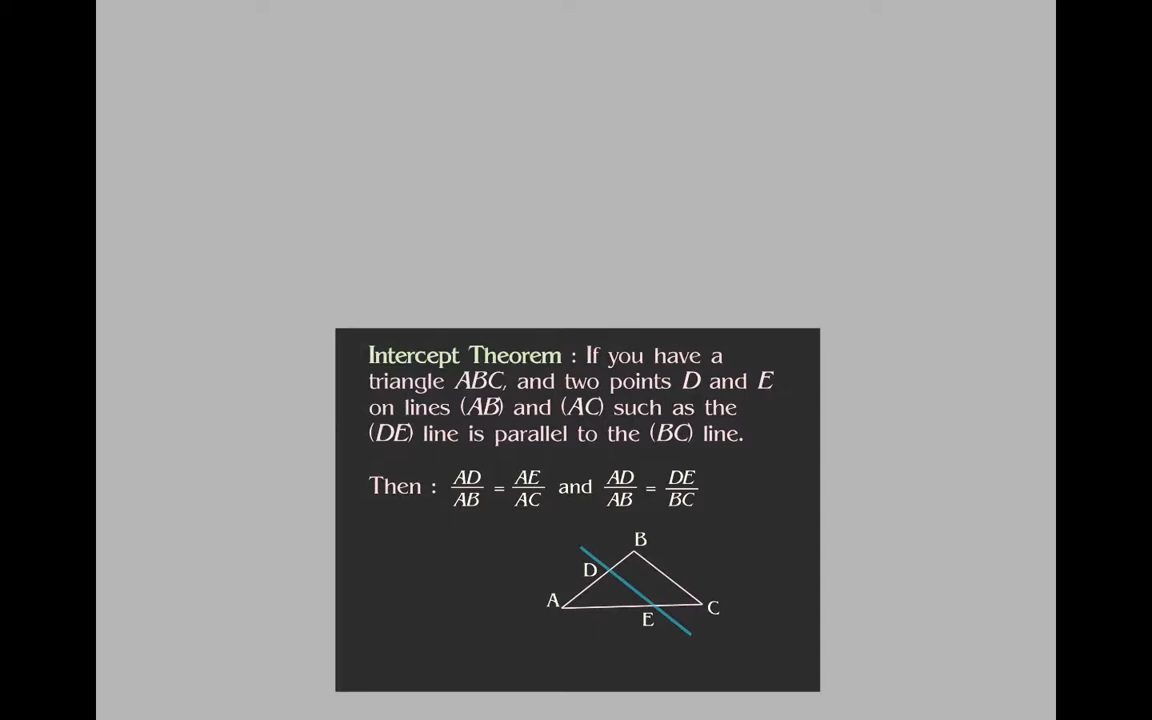 Intercept Theorem : If you have a
triangle ABC, and two points D and E
on lines (AB) and (AC) such as the
(DE) line is parallel to the (BC) line.
Then : AD/AB = AE/AC and AD/AB = DE/BC
B
D
A
C
E